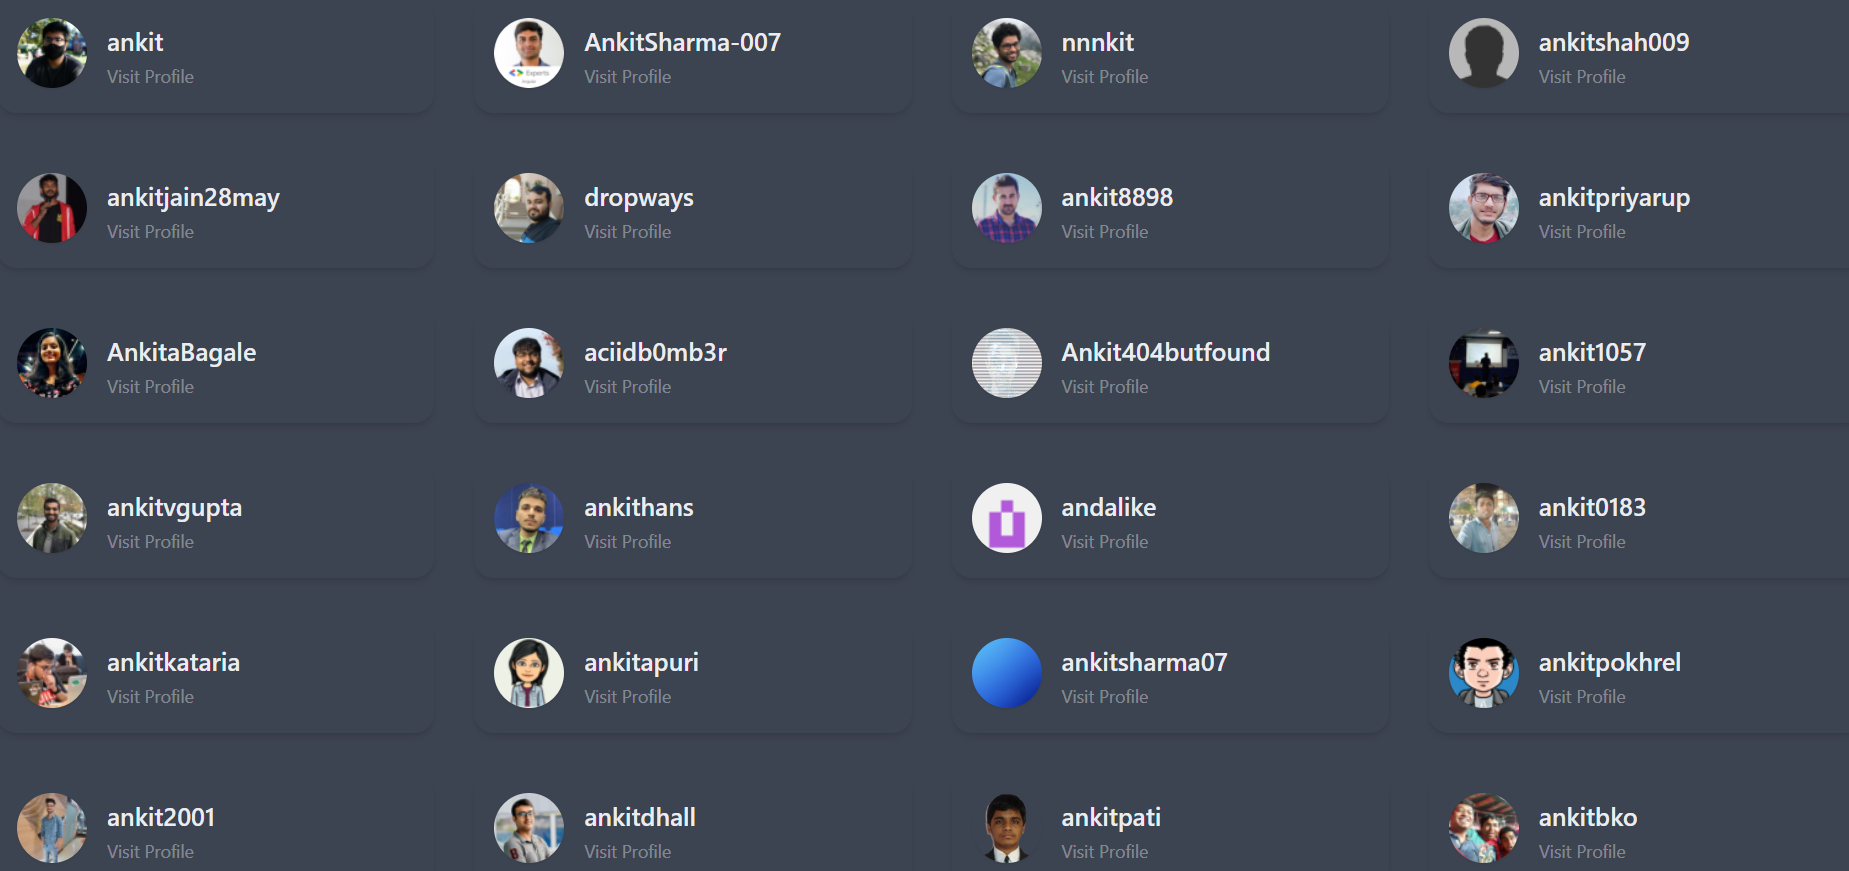 ankit
Visit Profile
AnkitSharma-007
Visit Profile
Experts
nnnkit
Visit Profile
ankitshah009
Visit Profile
ankitjain28may
Visit Profile
dropways
Visit Profile
ankit8898
Visit Profile
ankitpriyarup
Visit Profile
AnkitaBagale
Visit Profile
aciidb0mb3r
Visit Profile
Ankit404butfound
Visit Profile
ankit1057
Visit Profile
ankitvgupta
Visit Profile
ankithans
Visit Profile
andalike
Visit Profile
ankit0183
Visit Profile
ankitkataria
Visit Profile
ankitapuri
Visit Profile
ankitsharma07
Visit Profile
ankitpokhrel
Visit Profile
ankit2001
Visit Profile
ankitdhall
Visit Profile
ankitpati
Visit Profile
ankitbko
Visit Profile